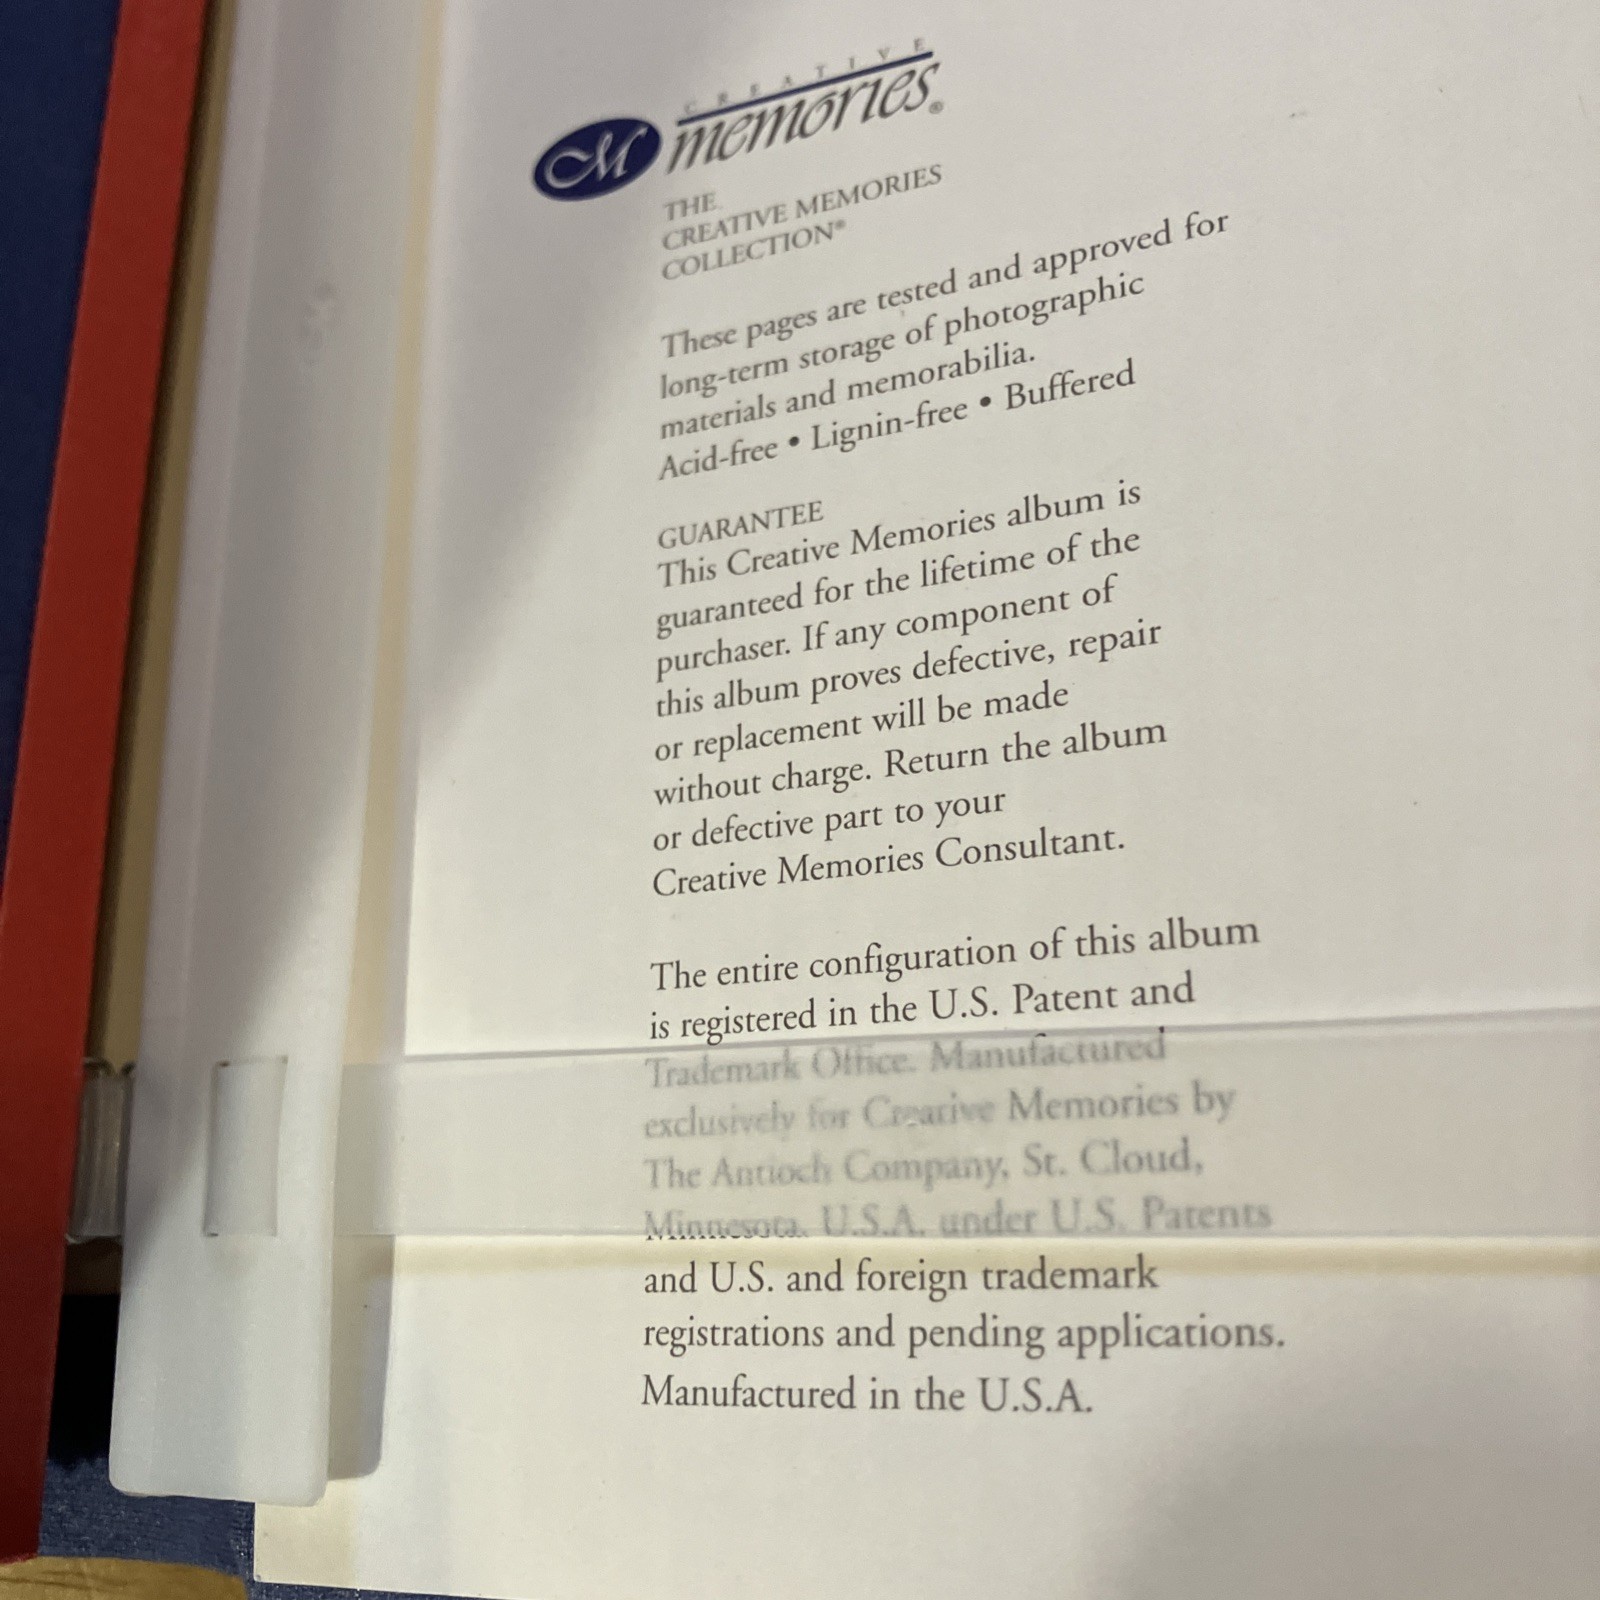 CREATIVE
memories®
THE
CREATIVE MEMORIES
COLLECTION®
These pages are tested and approved for
long-term storage of photographic
materials and memorabilia.
Acid-free • Lignin-free • Buffered
GUARANTEE
This Creative Memories album is
guaranteed for the lifetime of the
purchaser. If any component of
this album proves defective, repair
or replacement will be made
without charge. Return the album
or defective part to your
Creative Memories Consultant.
The entire configuration of this album
is registered in the U.S. Patent and
Trademark Office. Manufactured
exclusively for Creative Memories by
The Antioch Company, St. Cloud,
Minnesota, U.S.A. under U.S. Patents
and U.S. and foreign trademark
registrations and pending applications.
Manufactured in the U.S.A.